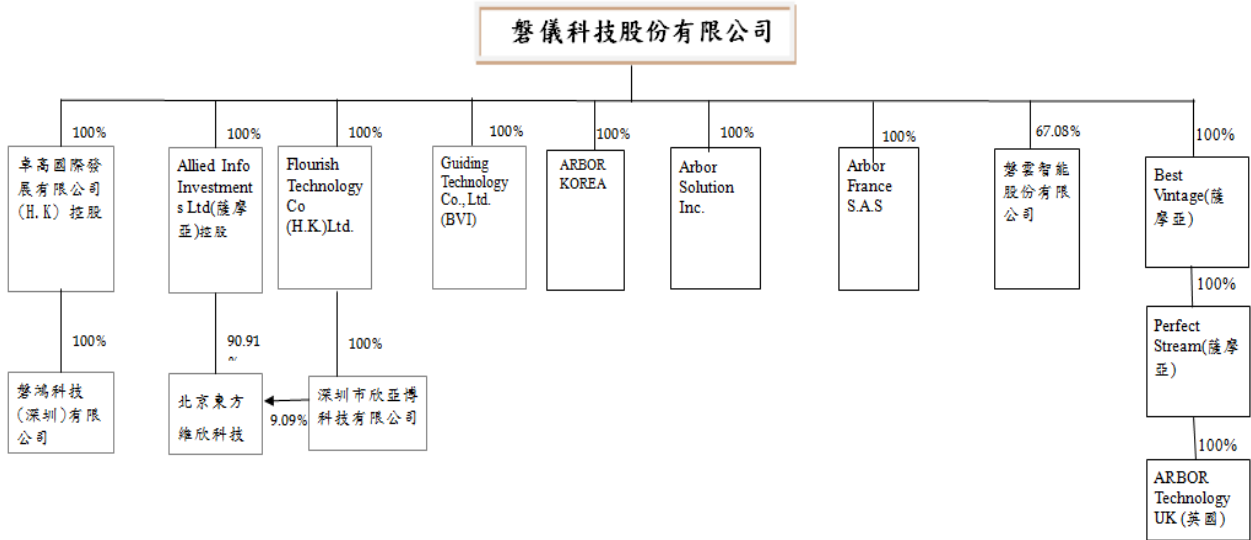 磐儀科技股份有限公司
100%
100%
100%
100%
100%
100%
100%
67.08%
100%
卓高國際發
展有限公司
(H.K) 控股
Allied Info
Investment
s Ltd(薩摩
亞)控股
Flourish
Technology
Co
(H.K.)Ltd.
Guiding
Technology
Co., Ltd.
(BVI)
ARBOR
KOREA
Arbor
Solution
Inc.
Arbor
France
S.A.S
磐雲智能
股份有限
公司
Best
Vintage(薩
摩亞)
100%
90.91
%
100%
100%
磐鴻科技
(深圳)有限
公司
北京東方
維欣科技
9.09%
深圳市欣亞博
科技有限公司
Perfect
Stream(薩摩
亞)
100%
ARBOR
Technology
UK (英國)